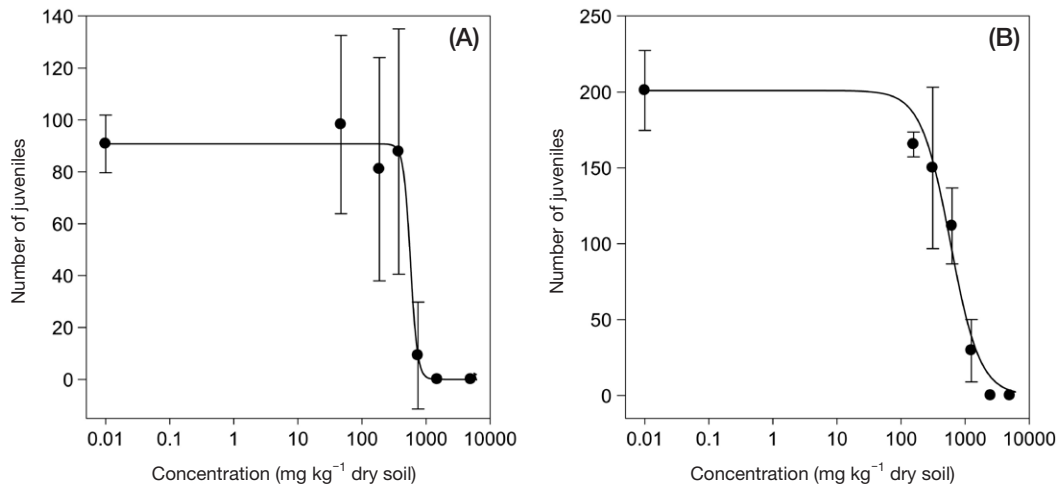 (A)
140
120
100
80
60
40
20
0
Number of juveniles
0.01 0.1 1 10 100 1000 10000
Concentration (mg kg⁻¹ dry soil)
(B)
250
200
150
100
50
0
Number of juveniles
0.01 0.1 1 10 100 1000 10000
Concentration (mg kg⁻¹ dry soil)